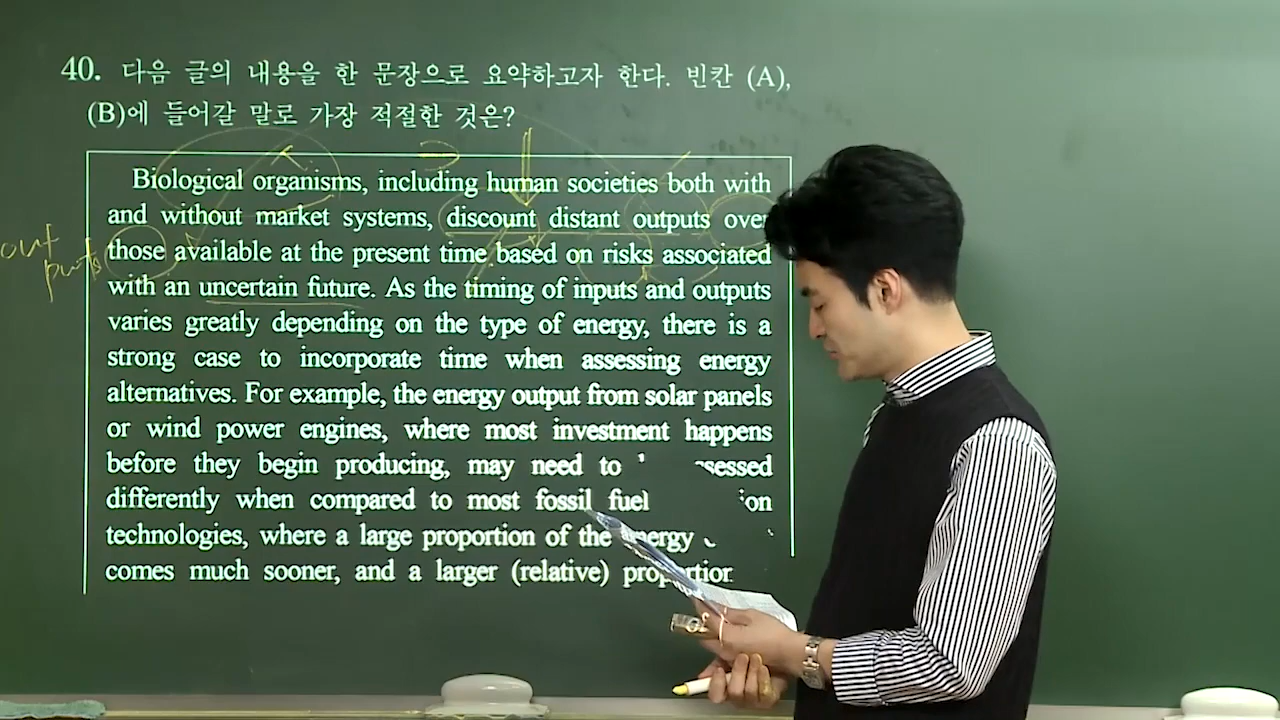 40. 다음 글의 내용을 한 문장으로 요약하고자 한다. 빈칸 (A),
(B)에 들어갈 말로 가장 적절한 것은?
Biological organisms, including human societies both with
and without market systems, discount distant outputs over
those available at the present time based on risks associated
with an uncertain future. As the timing of inputs and outputs
varies greatly depending on the type of energy, there is a
strong case to incorporate time when assessing energy
alternatives. For example, the energy output from solar panels
or wind power engines, where most investment happens
before they begin producing, may need to
differently when compared to most fossil fuel
technologies, where a large proportion of the energy
comes much sooner, and a larger (relative)
out
puts